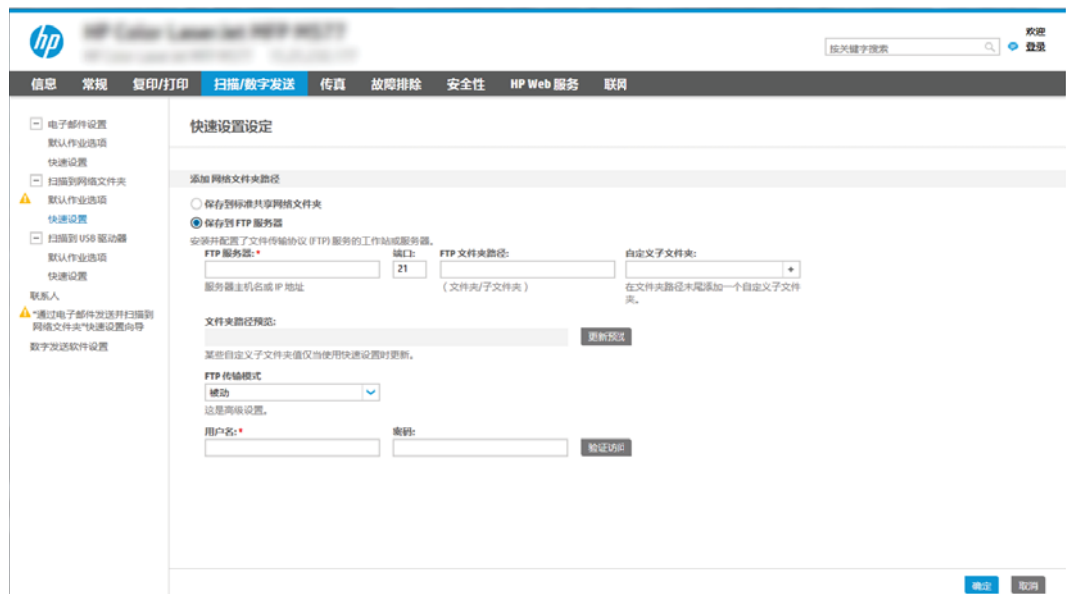 hp
HP Color LaserJet MFP M577
欢迎
按关键字搜索
登录
信息 常规 复印/打印 扫描/数字发送 传真 故障排除 安全性 HP Web 服务 联网
电子邮件设置
默认作业选项
快速设置
扫描到网络文件夹
默认作业选项
快速设置
扫描到 USB 驱动器
默认作业选项
快速设置
联系人
"通过电子邮件发送并扫描到
网络文件夹"快速设置向导
数字发送软件设置
快速设置设定
添加网络文件夹路径
保存到标准共享网络文件夹
保存到 FTP 服务器
安装并配置了文件传输协议 (FTP) 服务的工作站或服务器。
FTP 服务器:* 端口: FTP 文件夹路径: 自定义子文件夹:
21 +
服务器主机名或 IP 地址 (文件夹/子文件夹) 在文件夹路径末尾添加一个自定义子文件
夹。
文件夹路径预览:
更新预览
某些自定义子文件夹值仅当使用快速设置时更新。
FTP 传输模式
被动
这是高级设置。
用户名:* 密码:
验证访问
确定 取消